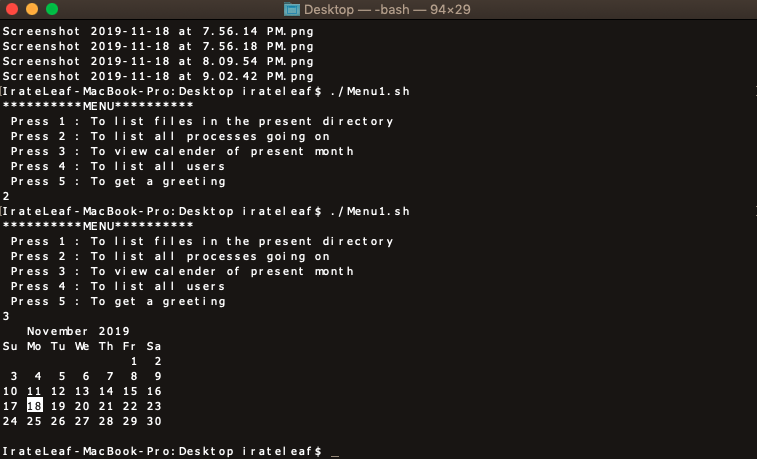 Desktop — -bash — 94×29
Screenshot 2019-11-18 at 7.56.14 PM.png
Screenshot 2019-11-18 at 7.56.18 PM.png
Screenshot 2019-11-18 at 8.09.54 PM.png
Screenshot 2019-11-18 at 9.02.42 PM.png
[IrateLeaf-MacBook-Pro:Desktop irateleaf$ ./Menu1.sh ]
**********MENU**********
 Press 1 : To list files in the present directory
 Press 2 : To list all processes going on
 Press 3 : To view calender of present month
 Press 4 : To list all users
 Press 5 : To get a greeting
2
[IrateLeaf-MacBook-Pro:Desktop irateleaf$ ./Menu1.sh ]
**********MENU**********
 Press 1 : To list files in the present directory
 Press 2 : To list all processes going on
 Press 3 : To view calender of present month
 Press 4 : To list all users
 Press 5 : To get a greeting
3
   November 2019
Su Mo Tu We Th Fr Sa
                1  2
 3  4  5  6  7  8  9
10 11 12 13 14 15 16
17 18 19 20 21 22 23
24 25 26 27 28 29 30
IrateLeaf-MacBook-Pro:Desktop irateleaf$ _